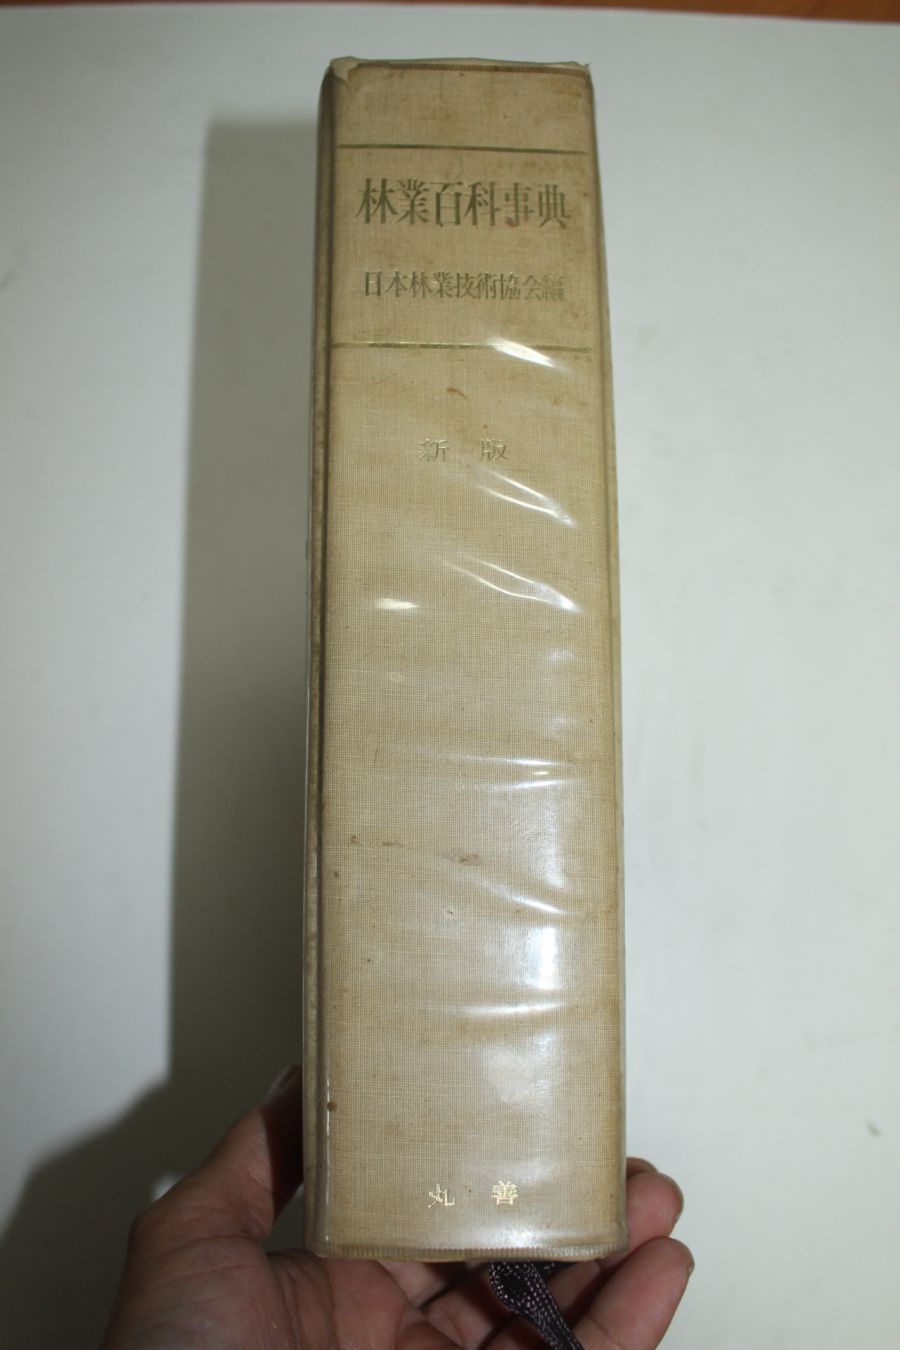 林業百科事典
日本林業技術協会編
新版
丸善